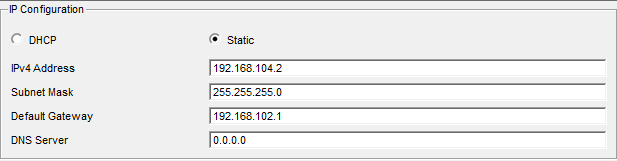 IP Configuration
DHCP Static
IPv4 Address 192.168.104.2
Subnet Mask 255.255.255.0
Default Gateway 192.168.102.1
DNS Server 0.0.0.0